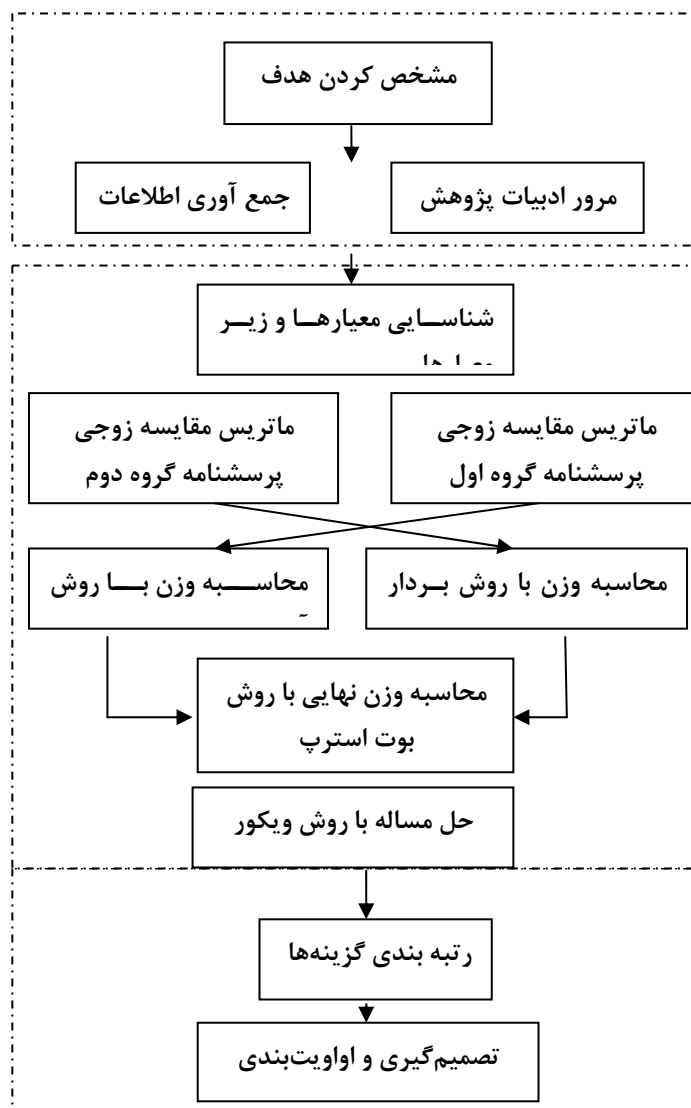 مشخص کردن هدف
مرور ادبیات پژوهش
جمع آوری اطلاعات
شناسایی معیارها و زیر
ماتریس مقایسه زوجی
پرسشنامه گروه اول
ماتریس مقایسه زوجی
پرسشنامه گروه دوم
محاسبه وزن با روش بردار
محاسبه وزن با روش
محاسبه وزن نهایی با روش
بوت استرپ
حل مساله با روش ویکور
رتبه بندی گزینه‌ها
تصمیم‌گیری و اواویت‌بندی